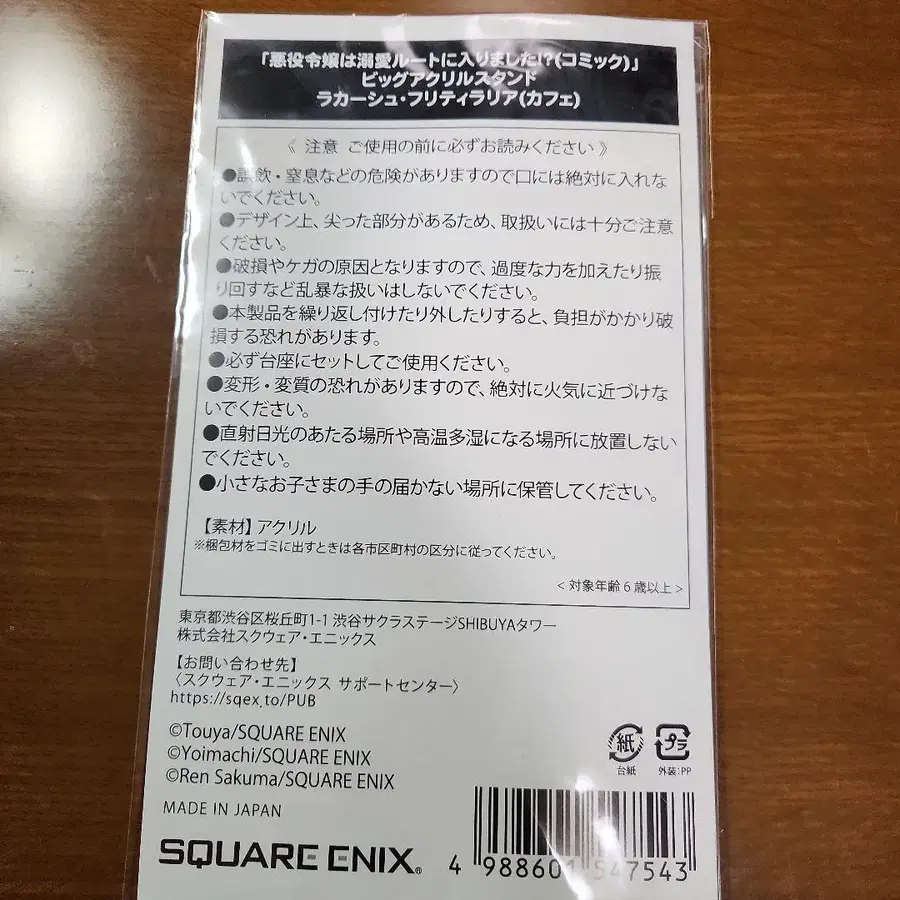 「悪役令嬢は溺愛ルートに入りました!?(コミック)」
ビッグアクリルスタンド
ラカーシュ・フリティラリア(カフェ)
《 注意 ご使用の前に必ずお読みください 》
●誤飲・窒息などの危険がありますので口には絶対に入れな
いでください。
●デザイン上、尖った部分があるため、取扱いには十分ご注意
ください。
●破損やケガの原因となりますので、過度な力を加えたり振
り回すなど乱暴な扱いはしないでください。
●本製品を繰り返し付けたり外したりすると、負担がかかり破
損する恐れがあります。
●必ず台座にセットしてご使用ください。
●変形・変質の恐れがありますので、絶対に火気に近づけな
いでください。
●直射日光のあたる場所や高温多湿になる場所に放置しない
でください。
●小さなお子さまの手の届かない場所に保管してください。
【素材】アクリル
※梱包材をゴミに出すときは各市区町村の区分に従ってください。
<対象年齢6歳以上>
東京都渋谷区桜丘町1-1 渋谷サクラステージSHIBUYAタワー
株式会社スクウェア・エニックス
【お問い合わせ先】
〈スクウェア・エニックス サポートセンター〉
https://sqex.to/PUB
©Touya/SQUARE ENIX
©Yoimachi/SQUARE ENIX
©Ren Sakuma/SQUARE ENIX
紙
台紙
プラ
外装:PP
MADE IN JAPAN
SQUARE ENIX®
4 988601 547543